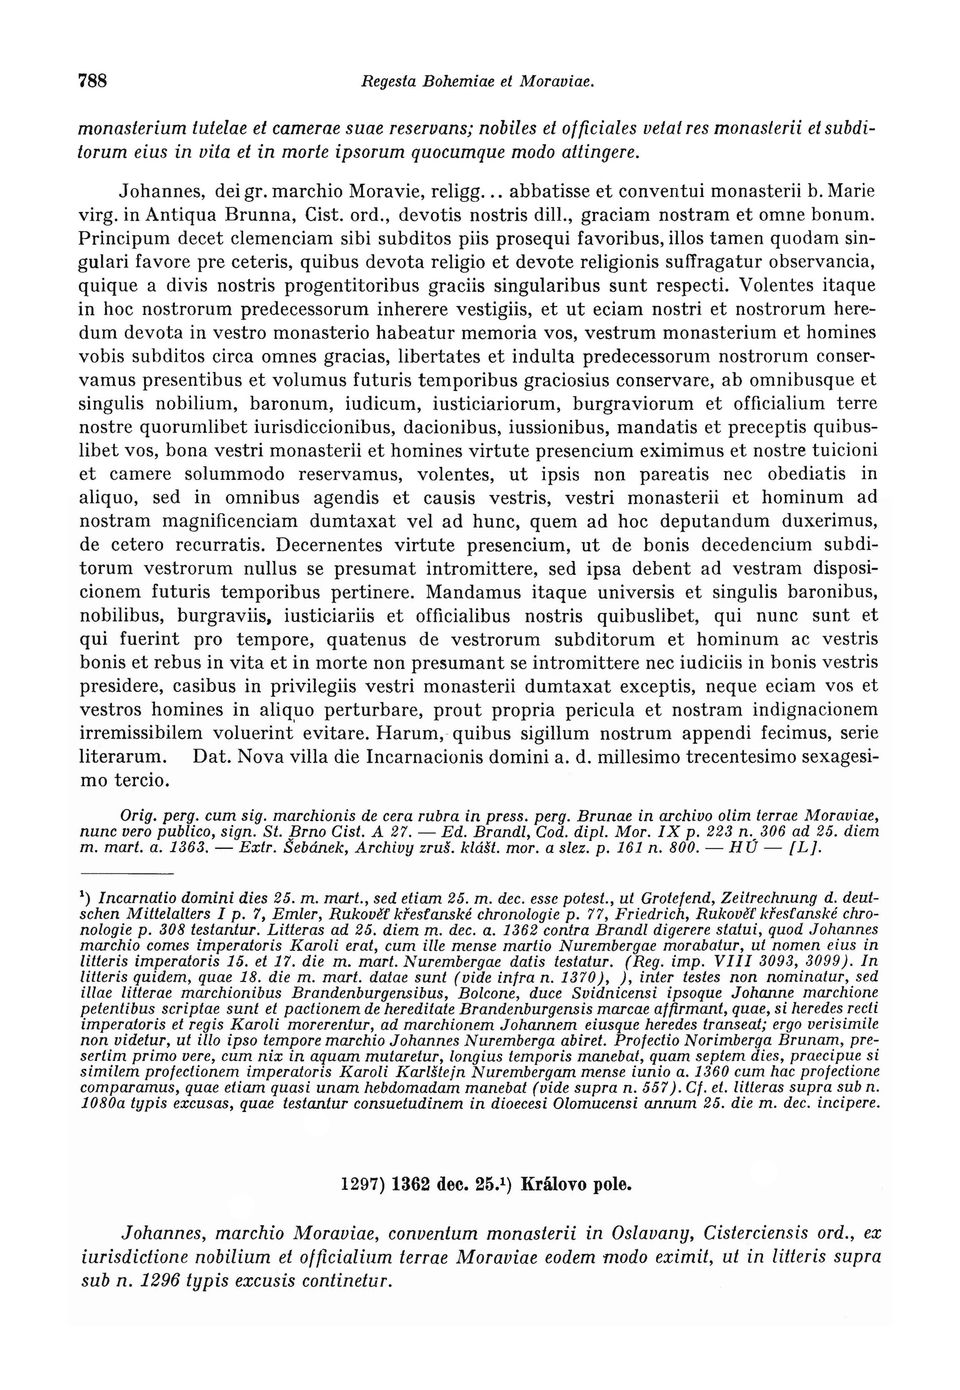 788 Regesta Bohemiae et Moraviae.
monasterium tutelae et camerae suae reservans; nobiles et officiales vetat res monasterii et subdi-
torum eius in vita et in morte ipsorum quocumque modo attingere.
Johannes, dei gr. marchio Moravie, religg... abbatisse et conventui monasterii b. Marie
virg. in Antiqua Brunna, Cist. ord., devotis nostris dill., graciam nostram et omne bonum.
Principum decet clemenciam sibi subditos piis prosequi favoribus, illos tamen quodam sin-
gulari favore pre ceteris, quibus devota religio et devote religionis suffragatur observancia,
quique a divis nostris progentitoribus graciis singularibus sunt respecti. Volentes itaque
in hoc nostrorum predecessorum inherere vestigiis, et ut eciam nostri et nostrorum here-
dum devota in vestro monasterio habeatur memoria vos, vestrum monasterium et homines
vobis subditos circa omnes gracias, libertates et indulta predecessorum nostrorum conser-
vamus presentibus et volumus futuris temporibus graciosius conservare, ab omnibusque et
singulis nobilium, baronum, iudicum, iusticiariorum, burgraviorum et officialium terre
nostre quorumlibet iurisdiccionibus, dacionibus, iussionibus, mandatis et preceptis quibus-
libet vos, bona vestri monasterii et homines virtute presencium eximimus et nostre tuicioni
et camere solummodo reservamus, volentes, ut ipsis non pareatis nec obediatis in
aliquo, sed in omnibus agendis et causis vestris, vestri monasterii et hominum ad
nostram magnificenciam dumtaxat vel ad hunc, quem ad hoc deputandum duxerimus,
de cetero recurratis. Decernentes virtute presencium, ut de bonis decedencium subdi-
torum vestrorum nullus se presumat intromittere, sed ipsa debent ad vestram disposi-
cionem futuris temporibus pertinere. Mandamus itaque universis et singulis baronibus,
nobilibus, burgraviis, iusticiariis et officialibus nostris quibuslibet, qui nunc sunt et
qui fuerint pro tempore, quatenus de vestrorum subditorum et hominum ac vestris
bonis et rebus in vita et in morte non presumant se intromittere nec iudiciis in bonis vestris
presidere, casibus in privilegiis vestri monasterii dumtaxat exceptis, neque eciam vos et
vestros homines in aliquo perturbare, prout propria pericula et nostram indignacionem
irremissibilem voluerint evitare. Harum, quibus sigillum nostrum appendi fecimus, serie
literarum. Dat. Nova villa die Incarnacionis domini a. d. millesimo trecentesimo sexagesi-
mo tercio.
Orig. perg. cum sig. marchionis de cera rubra in press. perg. Brunae in archivo olim terrae Moraviae,
nunc vero publico, sign. St. Brno Cist. A 27. — Ed. Brandl, Cod. dipl. Mor. IX p. 223 n. 306 ad 25. diem
m. mart. a. 1363. — Extr. Šebánek, Archivy zruš. klášt. mor. a slez. p. 161 n. 800. — HÚ — [L].
¹) Incarnatio domini dies 25. m. mart., sed etiam 25. m. dec. esse potest., ut Grotefend, Zeitrechnung d. deut-
schen Mittelalters I p. 7, Emler, Rukověť křesťanské chronologie p. 77, Friedrich, Rukověť křesťanské chro-
nologie p. 308 testantur. Litteras ad 25. diem m. dec. a. 1362 contra Brandl digerere statui, quod Johannes
marchio comes imperatoris Karoli erat, cum ille mense martio Nurembergae morabatur, ut nomen eius in
litteris imperatoris 15. et 17. die m. mart. Nurembergae datis testatur. (Reg. imp. VIII 3093, 3099). In
litteris quidem, quae 18. die m. mart. datae sunt (vide infra n. 1370), ), inter testes non nominatur, sed
illae litterae marchionibus Brandenburgensibus, Bolcone, duce Svidnicensi ipsoque Johanne marchione
petentibus scriptae sunt et pactionem de hereditate Brandenburgensis marcae affirmant, quae, si heredes recti
imperatoris et regis Karoli morerentur, ad marchionem Johannem eiusque heredes transeat; ergo verisimile
non videtur, ut illo ipso tempore marchio Johannes Nuremberga abiret. Profectio Norimberga Brunam, pre-
sertim primo vere, cum nix in aquam mutaretur, longius temporis manebat, quam septem dies, praecipue si
similem profectionem imperatoris Karoli Karlštejn Nurembergam mense iunio a. 1360 cum hac profectione
comparamus, quae etiam quasi unam hebdomadam manebat (vide supra n. 557). Cf. et. litteras supra sub n.
1080a typis excusas, quae testantur consuetudinem in dioecesi Olomucensi annum 25. die m. dec. incipere.
1297) 1362 dec. 25.¹) Královo pole.
Johannes, marchio Moraviae, conventum monasterii in Oslavany, Cisterciensis ord., ex
iurisdictione nobilium et officialium terrae Moraviae eodem modo eximit, ut in litteris supra
sub n. 1296 typis excusis continetur.